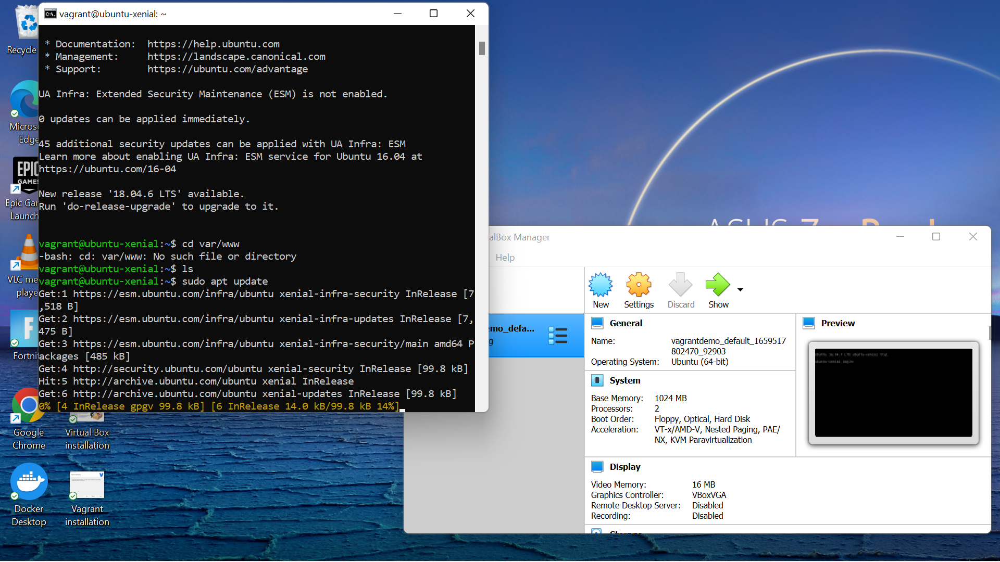 vagrant@ubuntu-xenial: ~
* Documentation:  https://help.ubuntu.com
* Management:     https://landscape.canonical.com
* Support:        https://ubuntu.com/advantage
UA Infra: Extended Security Maintenance (ESM) is not enabled.
0 updates can be applied immediately.
45 additional security updates can be applied with UA Infra: ESM
Learn more about enabling UA Infra: ESM service for Ubuntu 16.04 at
https://ubuntu.com/16-04
New release '18.04.6 LTS' available.
Run 'do-release-upgrade' to upgrade to it.
vagrant@ubuntu-xenial:~$ cd var/www
-bash: cd: var/www: No such file or directory
vagrant@ubuntu-xenial:~$ ls
vagrant@ubuntu-xenial:~$ sudo apt update
Get:1 https://esm.ubuntu.com/infra/ubuntu xenial-infra-security InRelease [7
,518 B]
Get:2 https://esm.ubuntu.com/infra/ubuntu xenial-infra-updates InRelease [7,
475 B]
Get:3 https://esm.ubuntu.com/infra/ubuntu xenial-infra-security/main amd64 P
ackages [485 kB]
Get:4 http://security.ubuntu.com/ubuntu xenial-security InRelease [99.8 kB]
Hit:5 http://archive.ubuntu.com/ubuntu xenial InRelease
Get:6 http://archive.ubuntu.com/ubuntu xenial-updates InRelease [99.8 kB]
0% [4 InRelease gpgv 99.8 kB] [6 InRelease 14.0 kB/99.8 kB 14%]
Recycle
Micros
Edge
EPIC
GAMES
Epic Gam
Launch
VLC me
playe
F
Fortni
Google
Chrome
Virtual Box
installation
Docker
Desktop
Vagrant
installation
alBox Manager
Help
New
Settings
Discard
Show
emo_defa...
g
General
Name: vagrantdemo_default_1659517
802470_92903
Operating System: Ubuntu (64-bit)
Preview
System
Base Memory: 1024 MB
Processors: 2
Boot Order: Floppy, Optical, Hard Disk
Acceleration: VT-x/AMD-V, Nested Paging, PAE/
NX, KVM Paravirtualization
Display
Video Memory: 16 MB
Graphics Controller: VBoxVGA
Remote Desktop Server: Disabled
Recording: Disabled
Storage